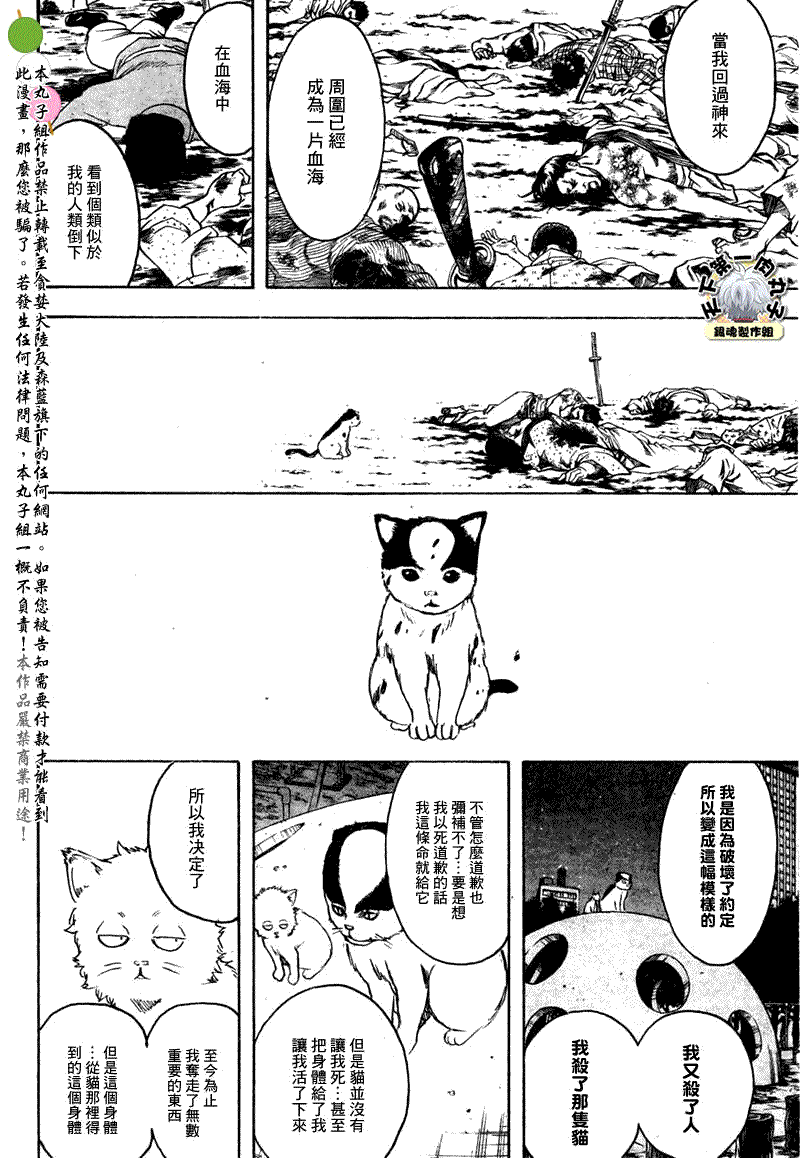 當我回過神來
周圍已經
成為一片血海
在血海中
看到個類似於
我的人類倒下
天下第一肉丸子
銀魂製作組
我是因為破壞了約定
所以變成這幅模樣的
我又殺了人
我殺了那隻貓
不管怎麼道歉也
彌補不了…要是想
我以死道歉的話
我這條命就給它
但是貓並沒有
讓我死…甚至
把身體給了我
讓我活了下來
所以我決定了
至今為止
我奪走了無數
重要的東西
但是這個身體
…從貓那裡得
到的這個身體
本丸子組作品禁止轉載至貪婪大陸及森藍旗下的任何網站。如果您被告知需要付款才能看到
此漫畫，那麼您被騙了。若發生任何法律問題，本丸子組一概不負責！本作品嚴禁商業用途！